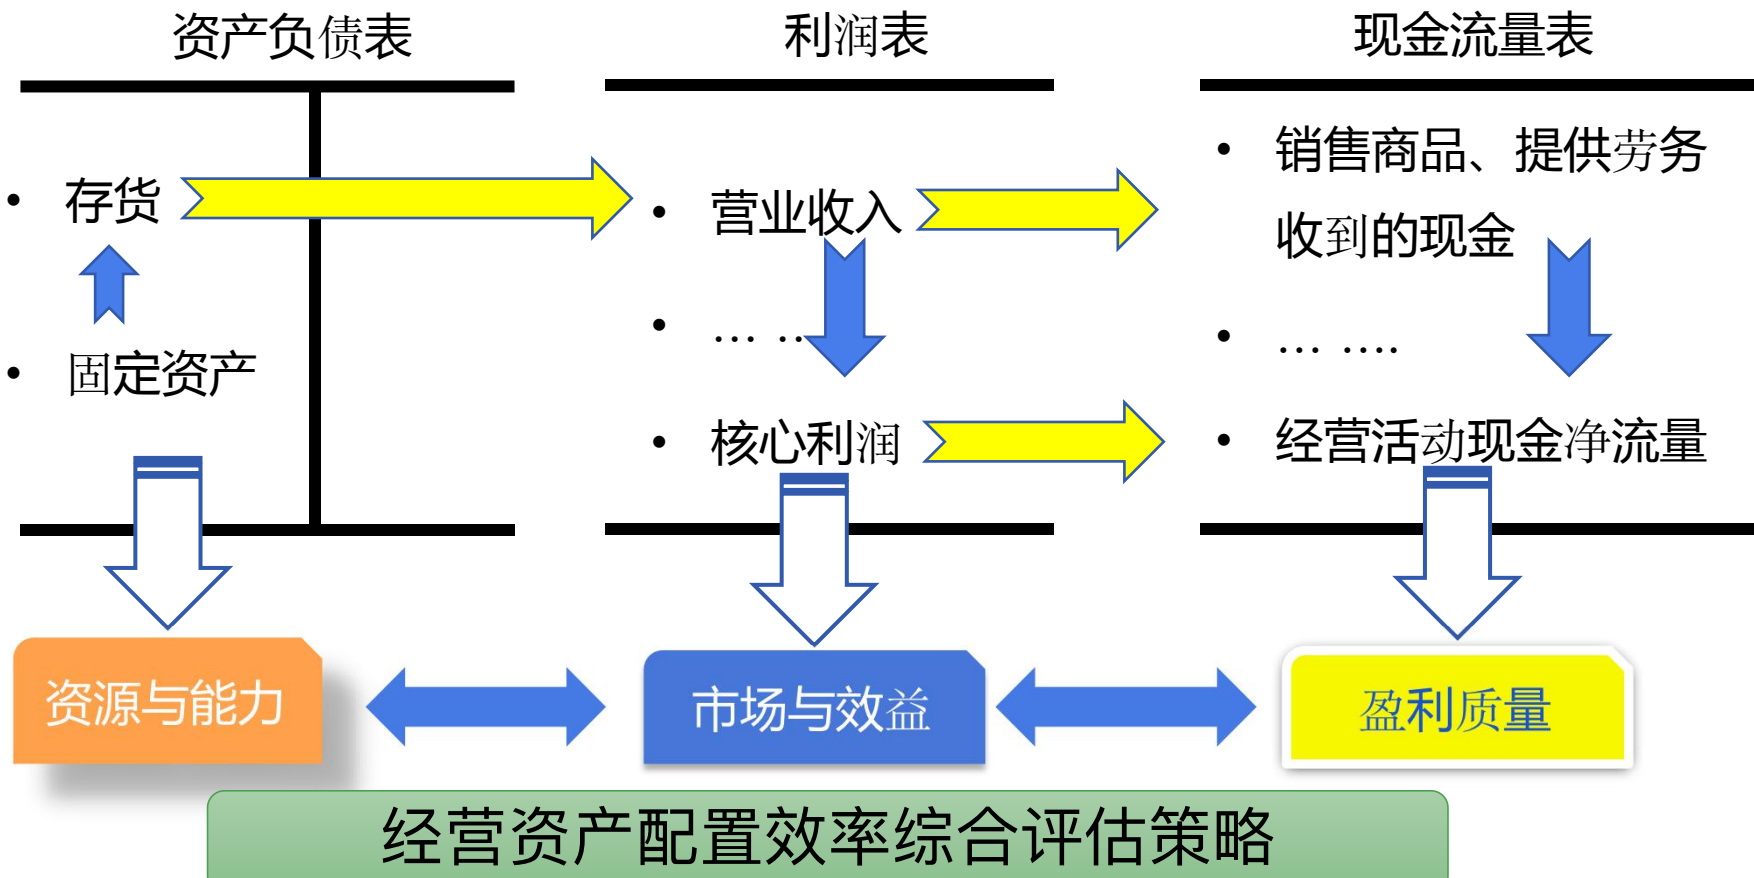 资产负债表
利润表
现金流量表
• 存货
• 固定资产
• 营业收入
• … ..
• 核心利润
• 销售商品、提供劳务
收到的现金
• … ….
• 经营活动现金净流量
资源与能力
市场与效益
盈利质量
经营资产配置效率综合评估策略